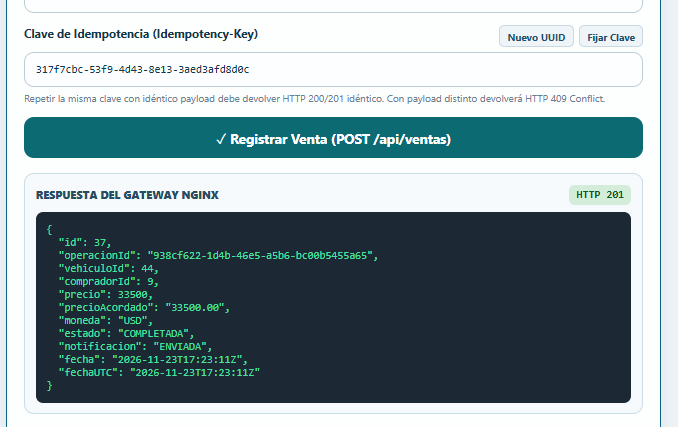 Clave de Idempotencia (Idempotency-Key)
Nuevo UUID
Fijar Clave
317f7cbc-53f9-4d43-8e13-3aed3afd8d0c
Repetir la misma clave con idéntico payload debe devolver HTTP 200/201 idéntico. Con payload distinto devolverá HTTP 409 Conflict.
✓ Registrar Venta (POST /api/ventas)
RESPUESTA DEL GATEWAY NGINX
HTTP 201
{
  "id": 37,
  "operacionId": "938cf622-1d4b-46e5-a5b6-bc00b5455a65",
  "vehiculoId": 44,
  "compradorId": 9,
  "precio": 33500,
  "precioAcordado": "33500.00",
  "moneda": "USD",
  "estado": "COMPLETADA",
  "notificacion": "ENVIADA",
  "fecha": "2026-11-23T17:23:11Z",
  "fechaUTC": "2026-11-23T17:23:11Z"
}